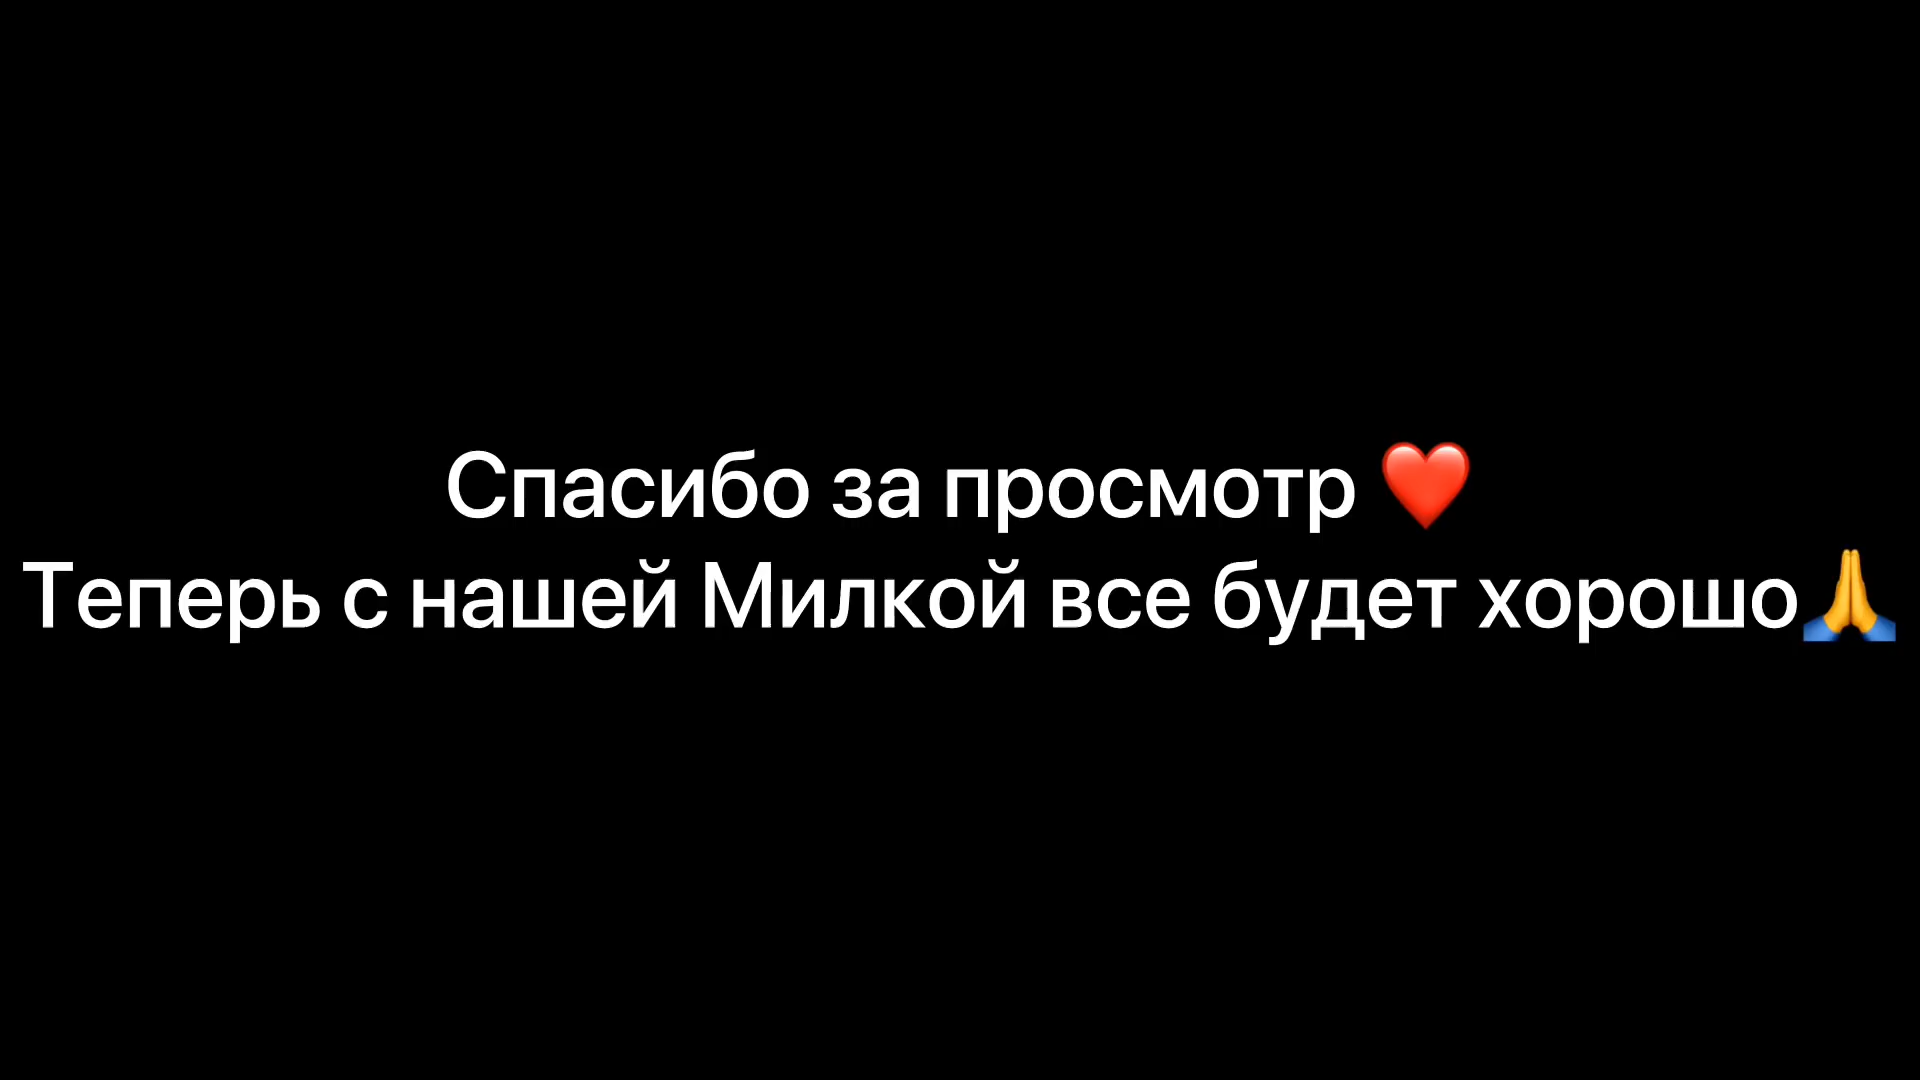 Спасибо за просмотр ❤️
Теперь с нашей Милкой все будет хорошо🙏